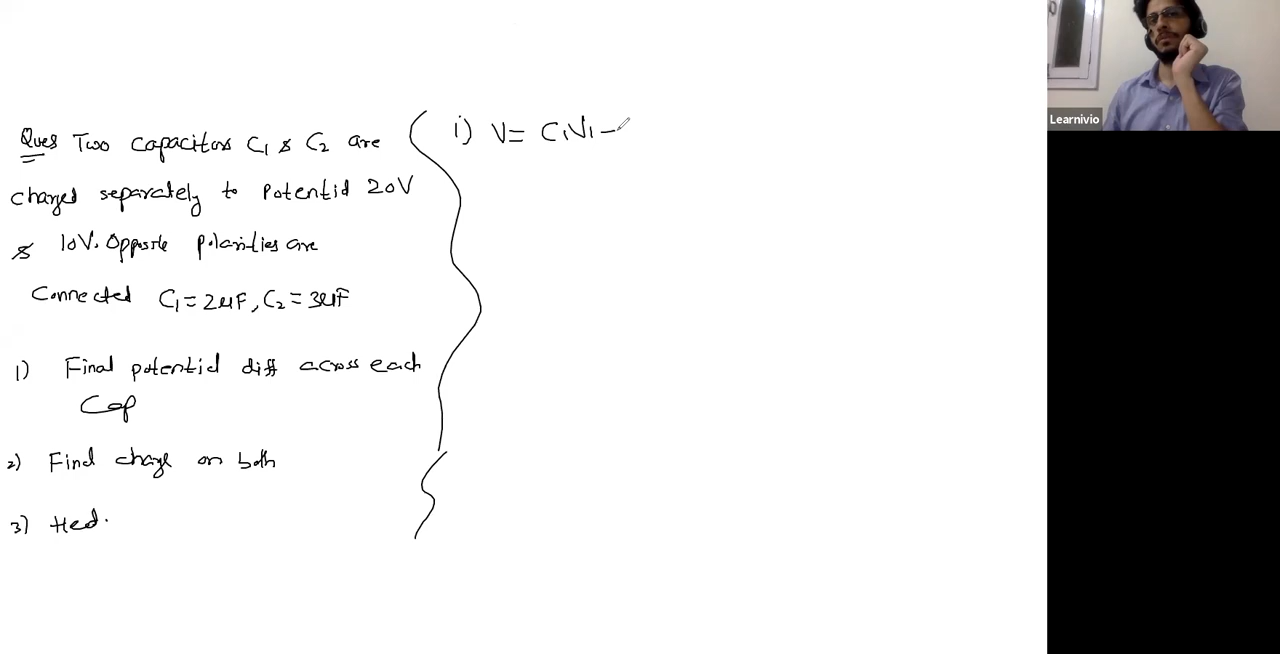 Ques Two capacitors C₁ & C₂ are
charged separately to Potential 20V
& 10V. Opposite polarities are
Connected C₁ = 2μF, C₂ = 3μF
1) Final potential diff across each
Cap
2) Find charge on both
3) Heat.
i) V = C₁V₁ –
Learnivio